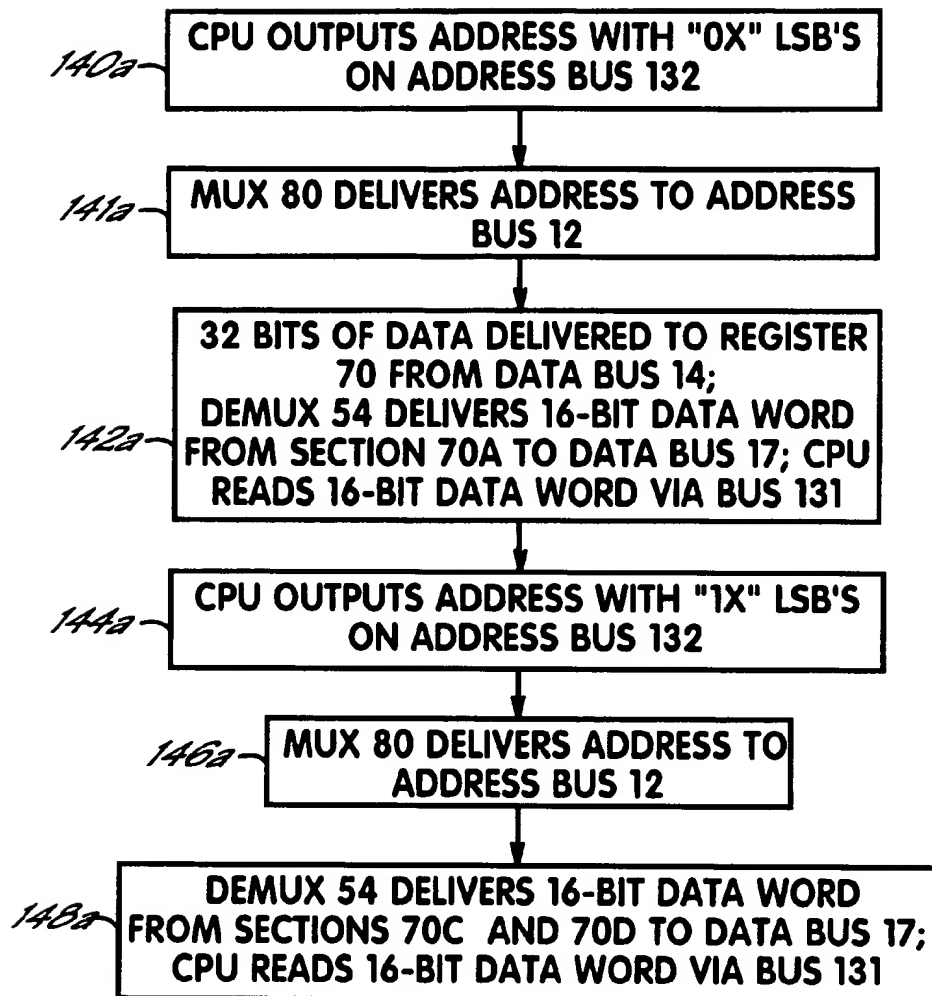 140a
CPU OUTPUTS ADDRESS WITH "0X" LSB'S
ON ADDRESS BUS 132
141a
MUX 80 DELIVERS ADDRESS TO ADDRESS
BUS 12
142a
32 BITS OF DATA DELIVERED TO REGISTER
70 FROM DATA BUS 14;
DEMUX 54 DELIVERS 16-BIT DATA WORD
FROM SECTION 70A TO DATA BUS 17; CPU
READS 16-BIT DATA WORD VIA BUS 131
144a
CPU OUTPUTS ADDRESS WITH "1X" LSB'S
ON ADDRESS BUS 132
146a
MUX 80 DELIVERS ADDRESS TO
ADDRESS BUS 12
148a
DEMUX 54 DELIVERS 16-BIT DATA WORD
FROM SECTIONS 70C AND 70D TO DATA BUS 17;
CPU READS 16-BIT DATA WORD VIA BUS 131